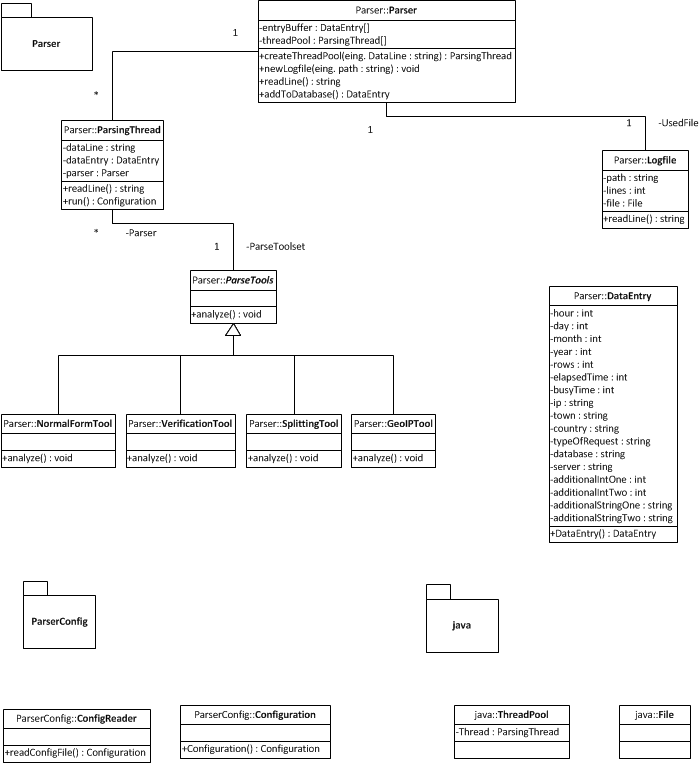 Parser
Parser::Parser
-entryBuffer : DataEntry[]
-threadPool : ParsingThread[]
+createThreadPool(eing. DataLine : string) : ParsingThread
+newLogfile(eing. path : string) : void
+readLine() : string
+addToDatabase() : DataEntry
1
*
1
1
-UsedFile
Parser::ParsingThread
-dataLine : string
-dataEntry : DataEntry
-parser : Parser
+readLine() : string
+run() : Configuration
Parser::Logfile
-path : string
-lines : int
-file : File
+readLine() : string
*
-Parser
1
-ParseToolset
Parser::ParseTools
+analyze() : void
Parser::DataEntry
-hour : int
-day : int
-month : int
-year : int
-rows : int
-elapsedTime : int
-busyTime : int
-ip : string
-town : string
-country : string
-typeOfRequest : string
-database : string
-server : string
-additionalIntOne : int
-additionalIntTwo : int
-additionalStringOne : string
-additionalStringTwo : string
+DataEntry() : DataEntry
Parser::NormalFormTool
+analyze() : void
Parser::VerificationTool
+analyze() : void
Parser::SplittingTool
+analyze() : void
Parser::GeoIPTool
+analyze() : void
ParserConfig
java
ParserConfig::ConfigReader
+readConfigFile() : Configuration
ParserConfig::Configuration
+Configuration() : Configuration
java::ThreadPool
-Thread : ParsingThread
java::File